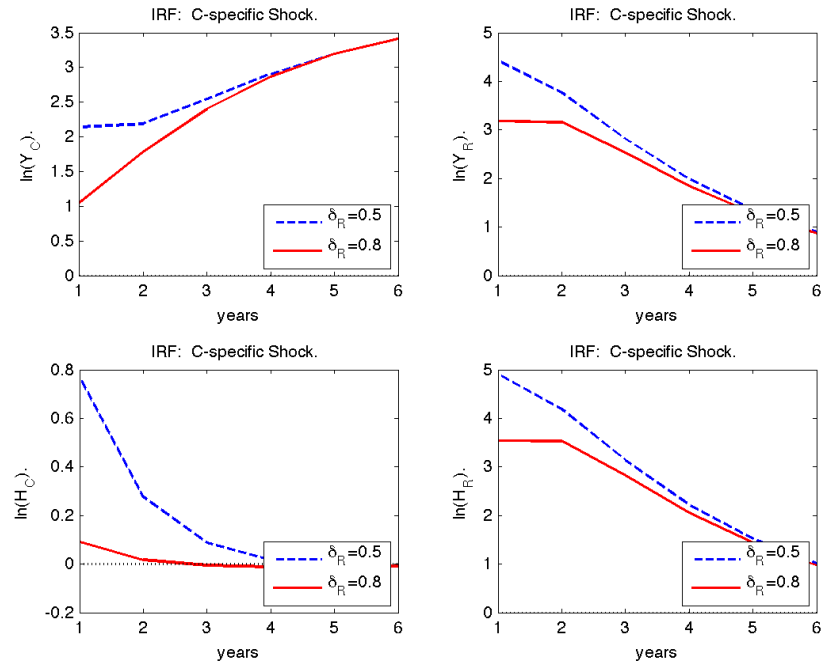 IRF: C-specific Shock.
ln(Y_C).
3.5
3
2.5
2
1.5
1
0.5
0
1 2 3 4 5 6
years
δ_R=0.5
δ_R=0.8
IRF: C-specific Shock.
ln(Y_R).
5
4
3
2
1
0
1 2 3 4 5 6
years
δ_R=0.5
δ_R=0.8
IRF: C-specific Shock.
ln(H_C).
0.8
0.6
0.4
0.2
0
-0.2
1 2 3 4 5 6
years
δ_R=0.5
δ_R=0.8
IRF: C-specific Shock.
ln(H_R).
5
4
3
2
1
0
1 2 3 4 5 6
years
δ_R=0.5
δ_R=0.8